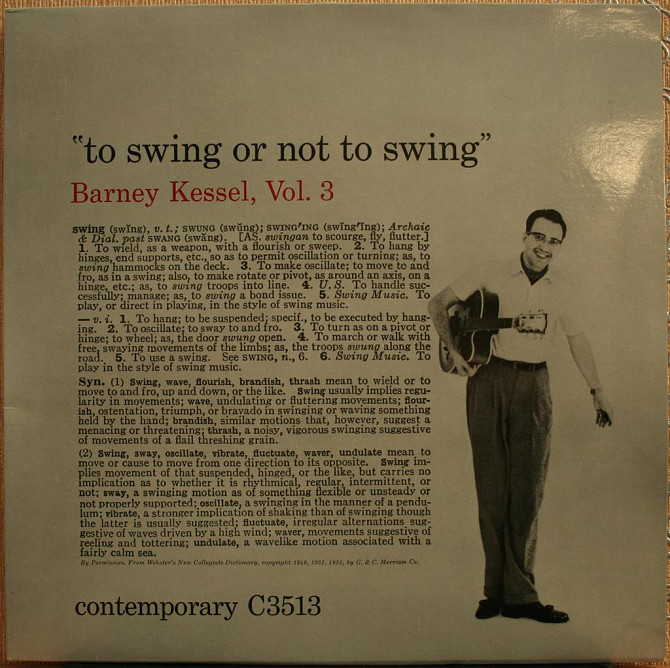 “to swing or not to swing”
Barney Kessel, Vol. 3
swing (swĭng), v. t.; SWUNG (swŭng); SWING'ING (swĭng'ĭng); Archaic
& Dial. past SWANG (swăng). [AS. swingan to scourge, fly, flutter.]
1. To wield, as a weapon, with a flourish or sweep. 2. To hang by
hinges, end supports, etc., so as to permit oscillation or turning; as, to
swing hammocks on the deck. 3. To make oscillate; to move to and
fro, as in a swing; also, to make rotate or pivot, as around an axis, on a
hinge, etc.; as, to swing troops into line. 4. U. S. To handle suc-
cessfully; manage; as, to swing a bond issue. 5. Swing Music. To
play, or direct in playing, in the style of swing music.
— v. i. 1. To hang; to be suspended; specif., to be executed by hang-
ing. 2. To oscillate; to sway to and fro. 3. To turn as on a pivot or
hinge; to wheel; as, the door swung open. 4. To march or walk with
free, swaying movements of the limbs; as, the troops swung along the
road. 5. To use a swing. See SWING, n., 6. 6. Swing Music. To
play in the style of swing music.
Syn. (1) Swing, wave, flourish, brandish, thrash mean to wield or to
move to and fro, up and down, or the like. Swing usually implies regu-
larity in movements; wave, undulating or fluttering movements; flour-
ish, ostentation, triumph, or bravado in swinging or waving something
held by the hand; brandish, similar motions that, however, suggest a
menacing or threatening; thrash, a noisy, vigorous swinging suggestive
of movements of a flail threshing grain.
(2) Swing, sway, oscillate, vibrate, fluctuate, waver, undulate mean to
move or cause to move from one direction to its opposite. Swing im-
plies movement of that suspended, hinged, or the like, but carries no
implication as to whether it is rhythmical, regular, intermittent, or
not; sway, a swinging motion as of something flexible or unsteady or
not properly supported; oscillate, a swinging in the manner of a pendu-
lum; vibrate, a stronger implication of shaking than of swinging though
the latter is usually suggested; fluctuate, irregular alternations sug-
gestive of waves driven by a high wind; waver, movements suggestive of
reeling and tottering; undulate, a wavelike motion associated with a
fairly calm sea.
By Permission. From Webster's New Collegiate Dictionary, copyright 1949, 1951, 1953, by G. & C. Merriam Co.
contemporary C3513